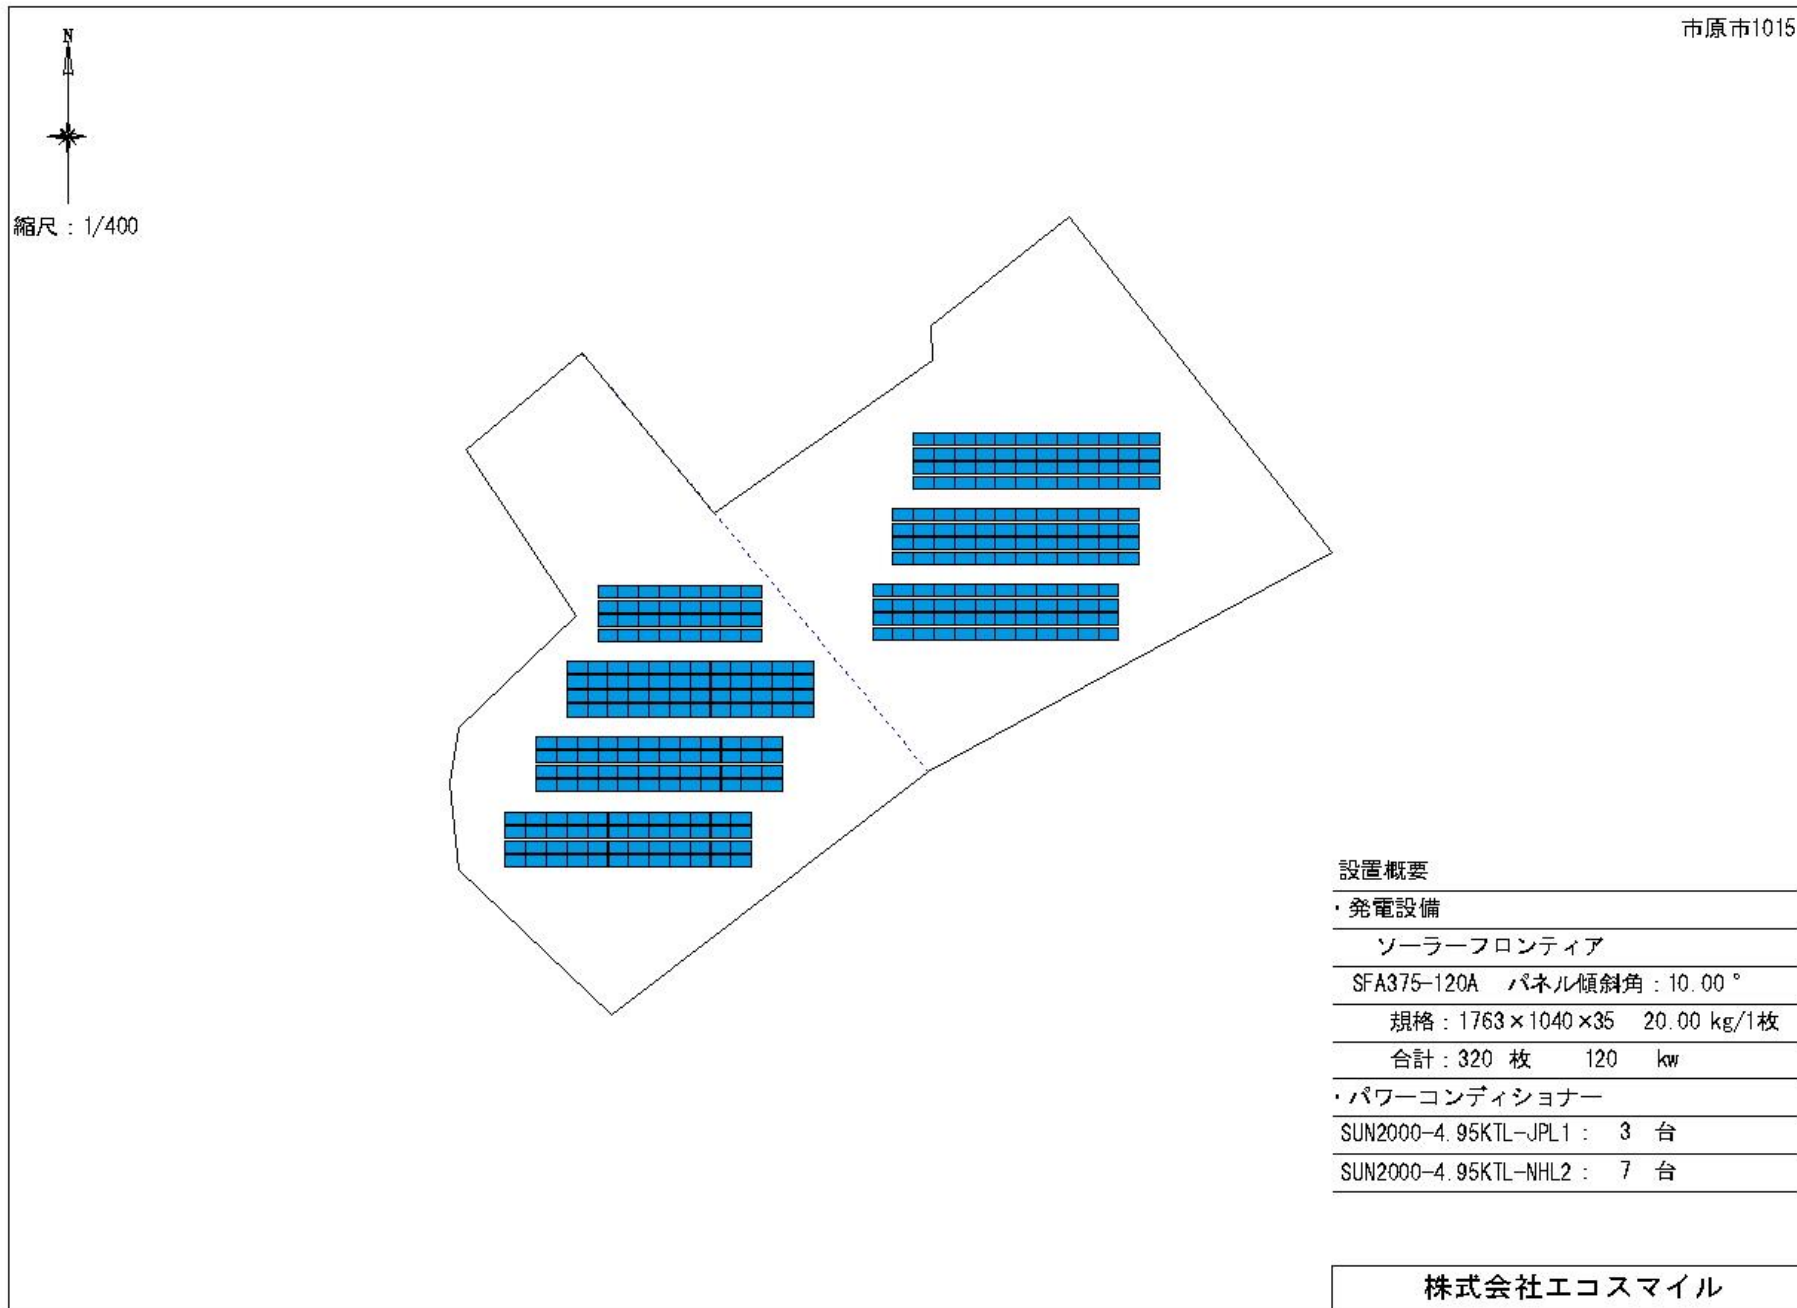 市原市1015
N
縮尺：1/400
設置概要
・発電設備
ソーラーフロンティア
SFA375-120A パネル傾斜角：10.00°
規格：1763×1040×35 20.00 kg/1枚
合計：320 枚 120 kw
・パワーコンディショナー
SUN2000-4.95KTL-JPL1： 3 台
SUN2000-4.95KTL-NHL2： 7 台
株式会社エコスマイル